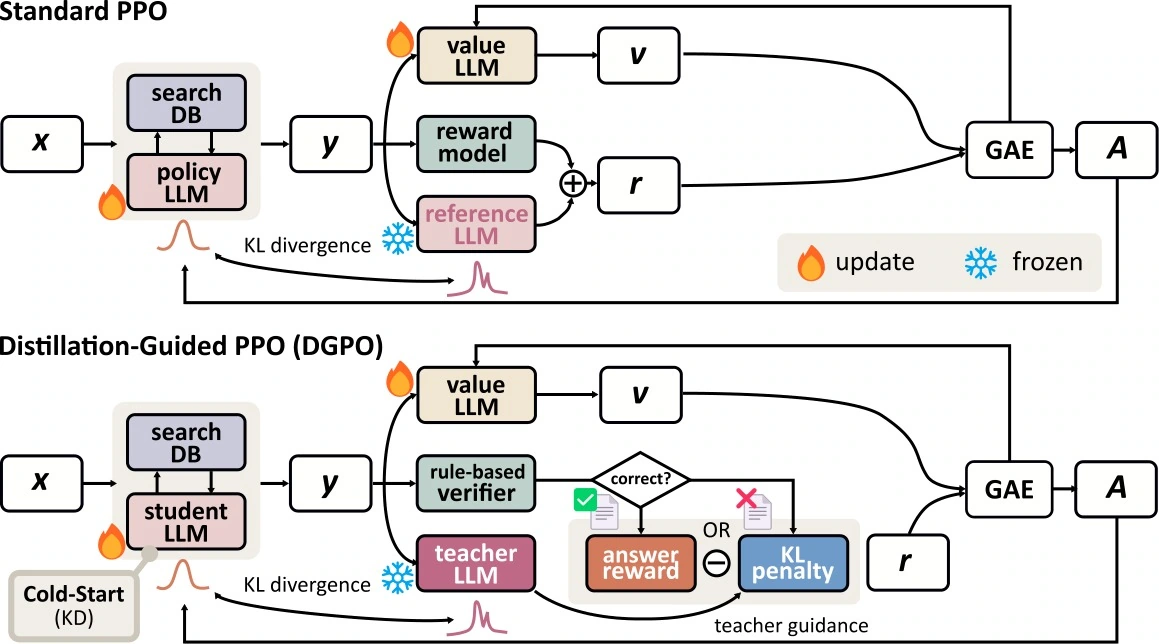 Standard PPO
x
search
DB
policy
LLM
y
value
LLM
v
reward
model
reference
LLM
+
r
GAE
A
KL divergence
update
frozen
Distillation-Guided PPO (DGPO)
x
search
DB
student
LLM
Cold-Start
(KD)
y
value
LLM
v
rule-based
verifier
correct?
teacher
LLM
answer
reward
OR
−
KL
penalty
r
GAE
A
KL divergence
teacher guidance